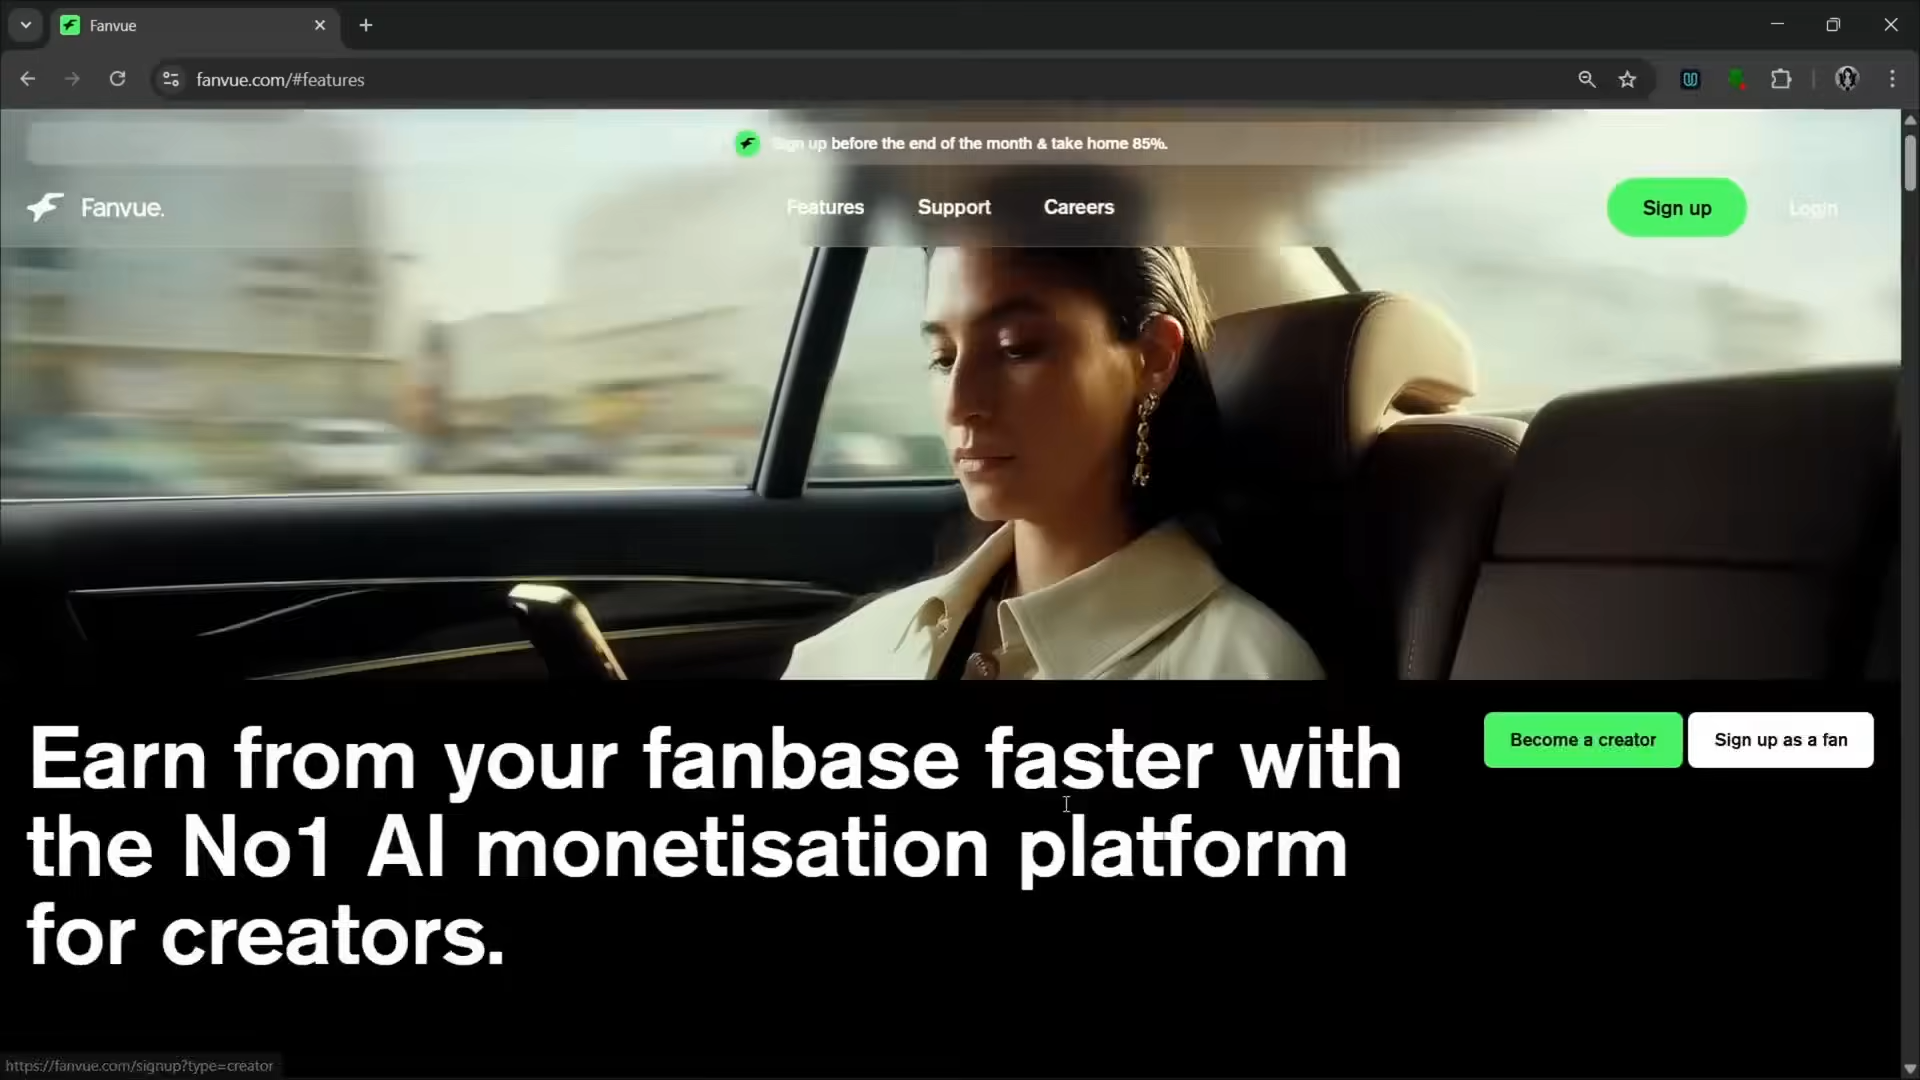 Fanvue
fanvue.com/#features
Sign up before the end of the month & take home 85%.
Fanvue.
Features
Support
Careers
Sign up
Login
Earn from your fanbase faster with
the No1 AI monetisation platform
for creators.
Become a creator
Sign up as a fan
https://fanvue.com/signup?type=creator